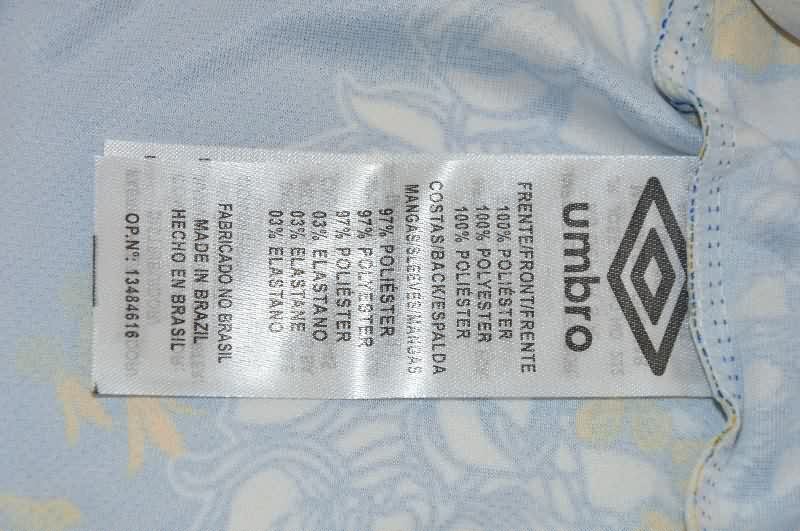 umbro
FRENTE/FRONT/FRENTE
100% POLIÉSTER
100% POLYESTER
100% POLIÉSTER
COSTAS/BACK/ESPALDA
MANGAS/SLEEVES/MANGAS
97% POLIÉSTER
97% POLYESTER
97% POLIÉSTER
03% ELASTANO
03% ELASTANE
03% ELASTANO
FABRICADO NO BRASIL
MADE IN BRAZIL
HECHO EN BRASIL
OP.Nº: 13484616